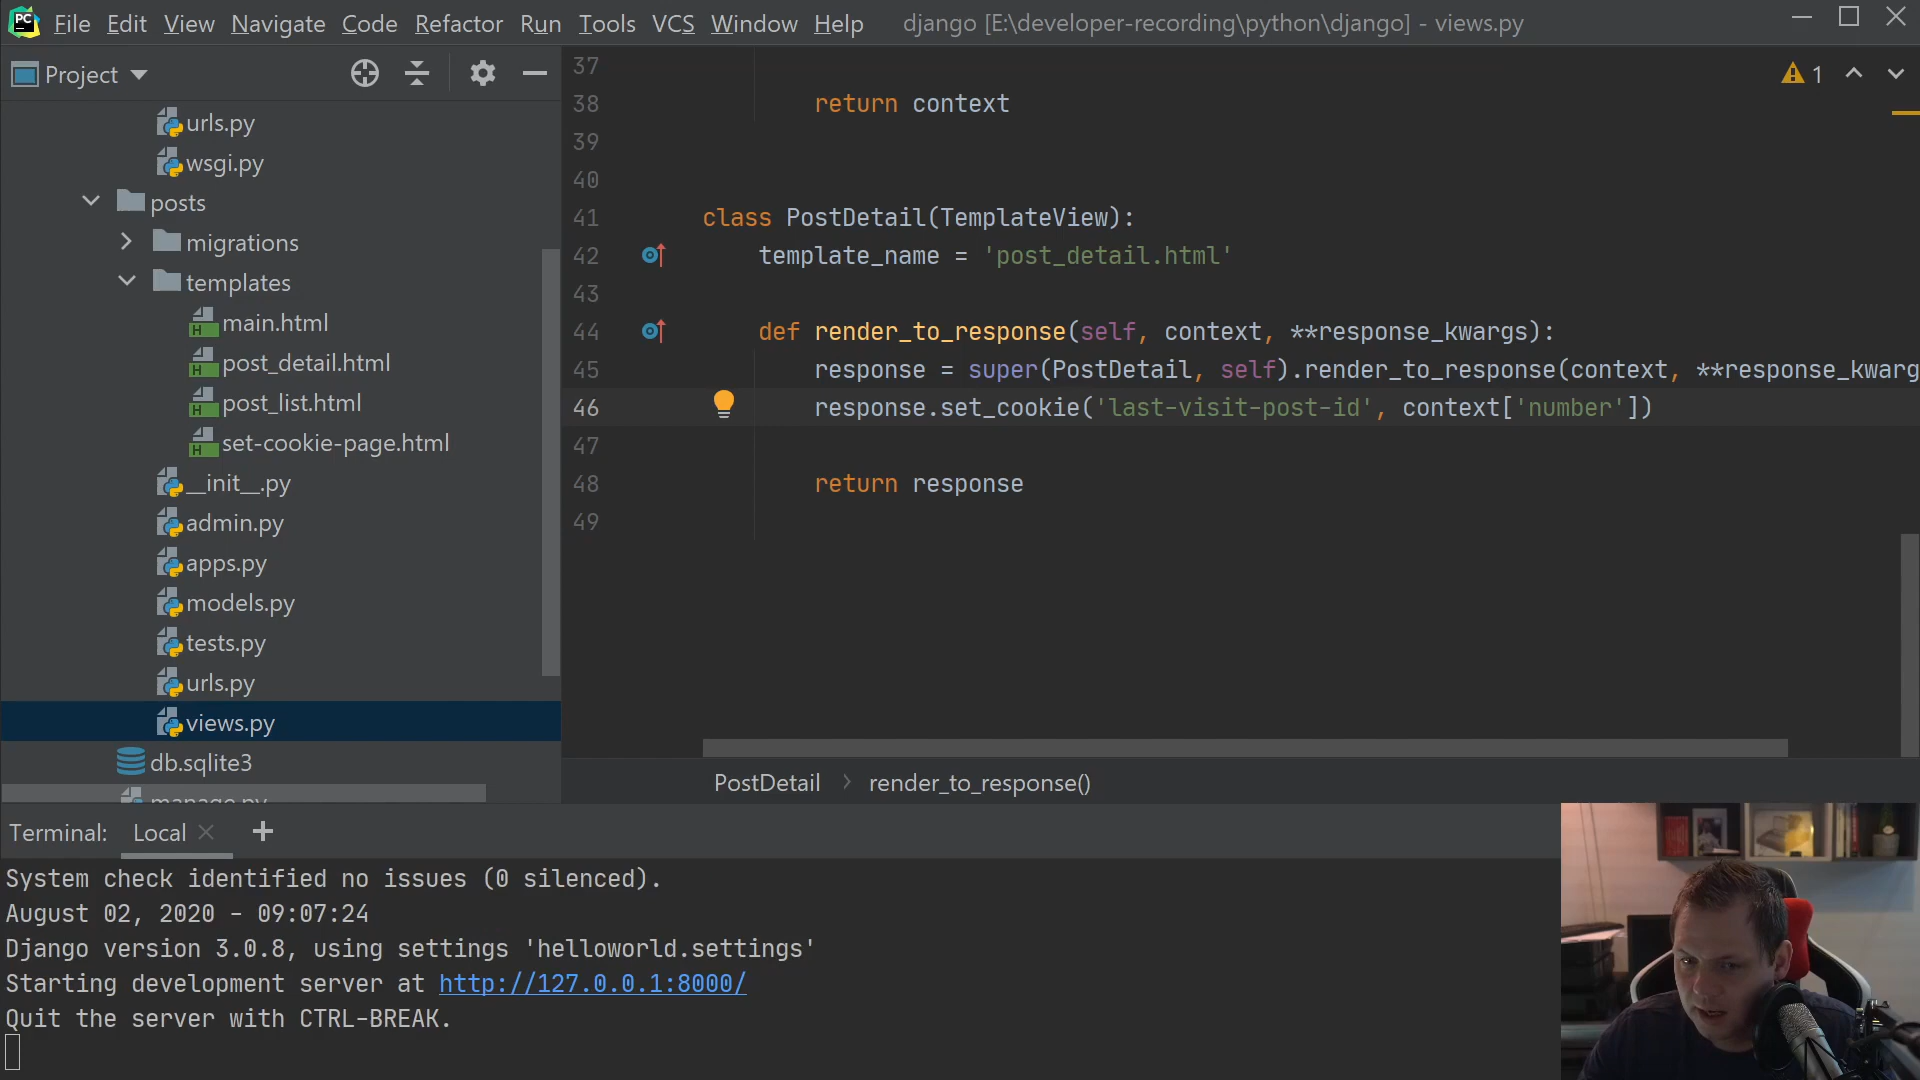 PC File Edit View Navigate Code Refactor Run Tools VCS Window Help django [E:\developer-recording\python\django] - views.py
Project
urls.py
wsgi.py
posts
migrations
templates
main.html
post_detail.html
post_list.html
set-cookie-page.html
__init__.py
admin.py
apps.py
models.py
tests.py
urls.py
views.py
db.sqlite3
manage.py
1
37
38 return context
39
40
41 class PostDetail(TemplateView):
42 template_name = 'post_detail.html'
43
44 def render_to_response(self, context, **response_kwargs):
45 response = super(PostDetail, self).render_to_response(context, **response_kwarg
46 response.set_cookie('last-visit-post-id', context['number'])
47
48 return response
49
PostDetail > render_to_response()
Terminal: Local × +
System check identified no issues (0 silenced).
August 02, 2020 - 09:07:24
Django version 3.0.8, using settings 'helloworld.settings'
Starting development server at http://127.0.0.1:8000/
Quit the server with CTRL-BREAK.